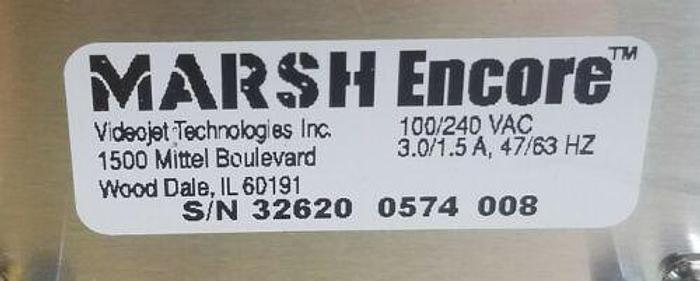 MARSH Encore™
Videojet Technologies Inc.
100/240 VAC
1500 Mittel Boulevard
3.0/1.5 A, 47/63 HZ
Wood Dale, IL 60191
S/N 32620 0574 008